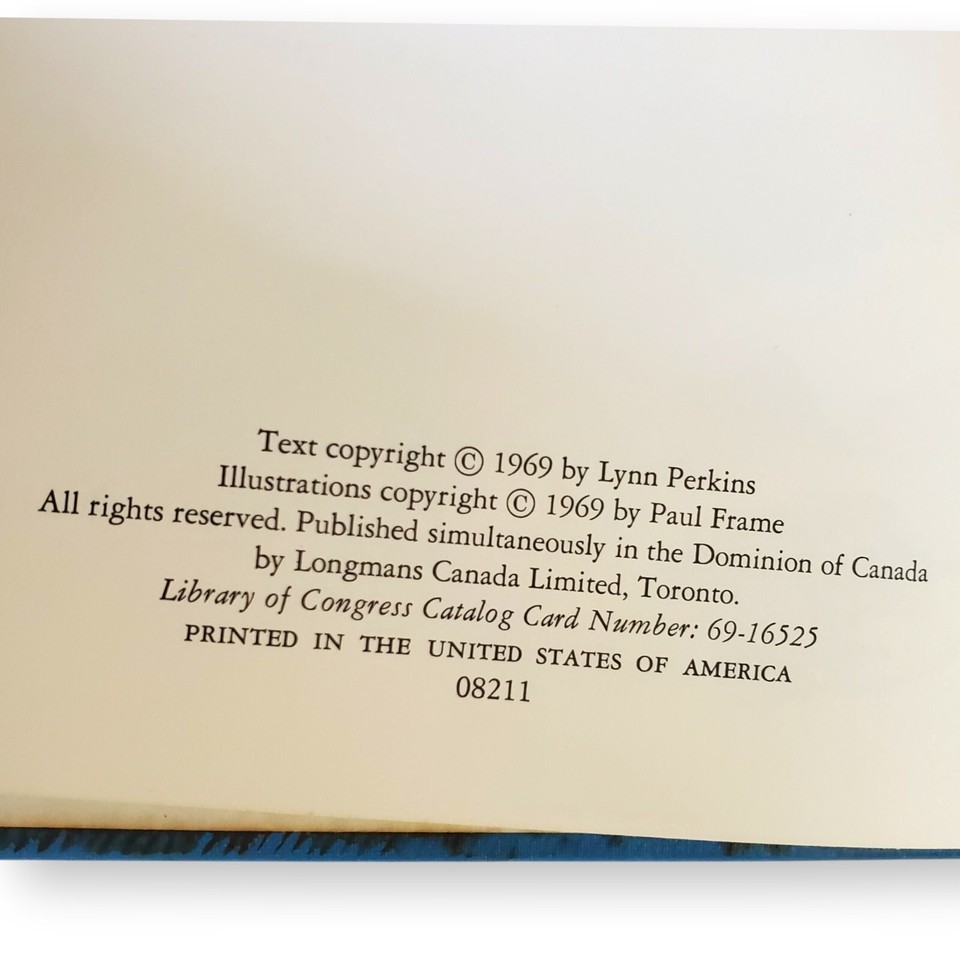 Text copyright © 1969 by Lynn Perkins
Illustrations copyright © 1969 by Paul Frame
All rights reserved. Published simultaneously in the Dominion of Canada
by Longmans Canada Limited, Toronto.
Library of Congress Catalog Card Number: 69-16525
PRINTED IN THE UNITED STATES OF AMERICA
08211